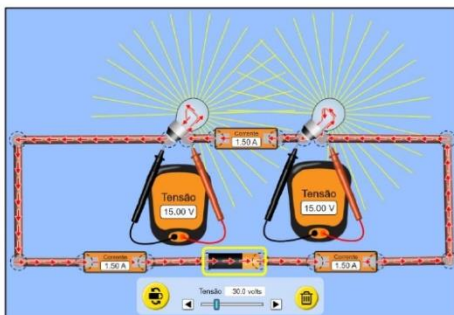 Corrente
1.50 A
Tensão
15.00 V
Tensão
15.00 V
Corrente
1.50 A
Corrente
1.50 A
Tensão 30.0 volts